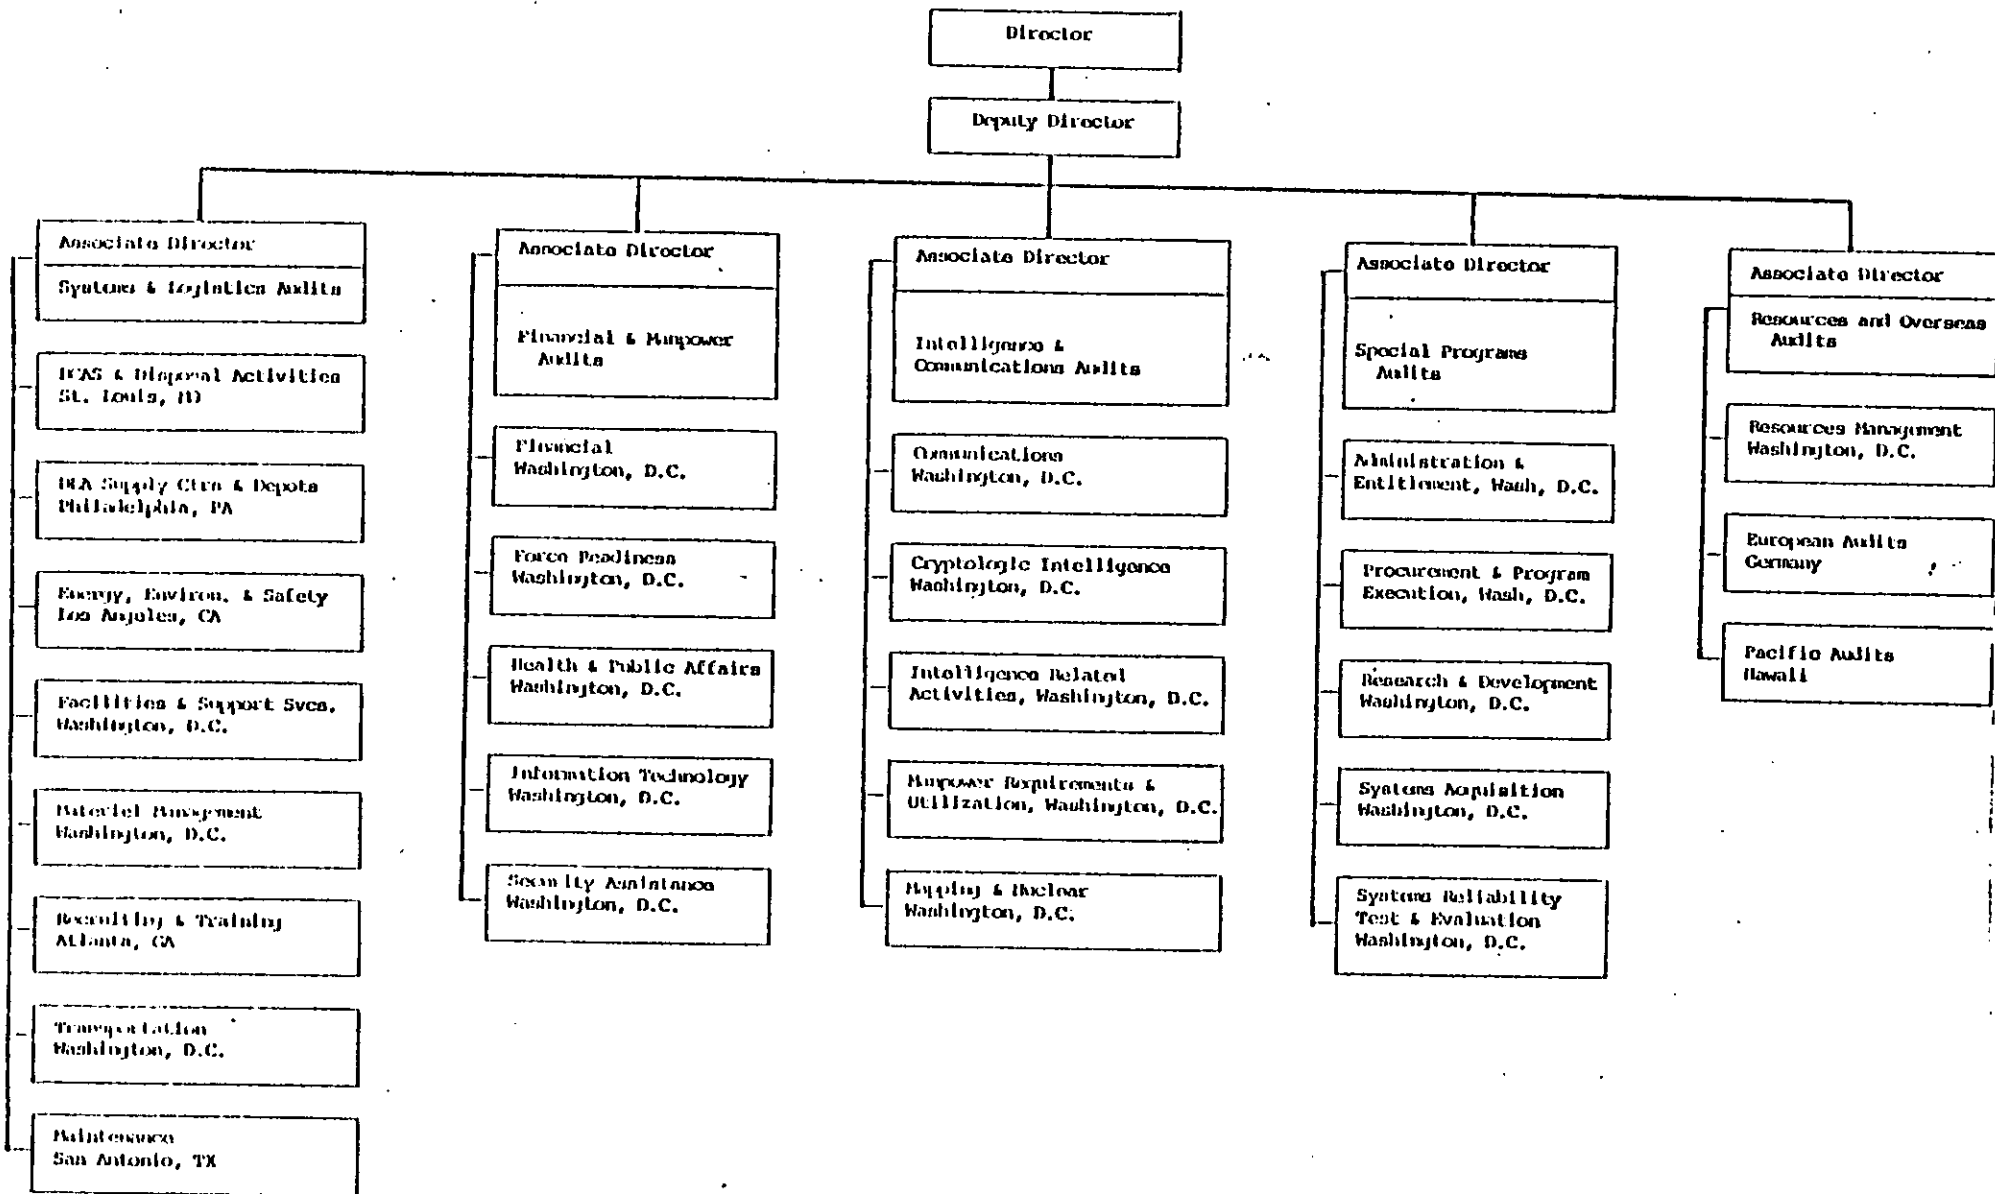 Director
Deputy Director
Associate Director
Systems & Logistics Audits
DCAS & Disposal Activities
St. Louis, MO
DLA Supply Ctrs & Depots
Philadelphia, PA
Energy, Environ. & Safety
Los Angeles, CA
Facilities & Support Svcs.
Washington, D.C.
Materiel Management
Washington, D.C.
Recruiting & Training
Atlanta, GA
Transportation
Washington, D.C.
Maintenance
San Antonio, TX
Associate Director
Financial & Manpower
Audits
Financial
Washington, D.C.
Force Readiness
Washington, D.C.
Health & Public Affairs
Washington, D.C.
Information Technology
Washington, D.C.
Security Assistance
Washington, D.C.
Associate Director
Intelligence &
Communications Audits
Communications
Washington, D.C.
Cryptologic Intelligence
Washington, D.C.
Intelligence Related
Activities, Washington, D.C.
Manpower Requirements &
Utilization, Washington, D.C.
Mapping & Nuclear
Washington, D.C.
Associate Director
Special Programs
Audits
Administration &
Entitlement, Wash, D.C.
Procurement & Program
Execution, Wash, D.C.
Research & Development
Washington, D.C.
Systems Acquisition
Washington, D.C.
Systems Reliability
Test & Evaluation
Washington, D.C.
Associate Director
Resources and Overseas
Audits
Resources Management
Washington, D.C.
European Audits
Germany
Pacific Audits
Hawaii